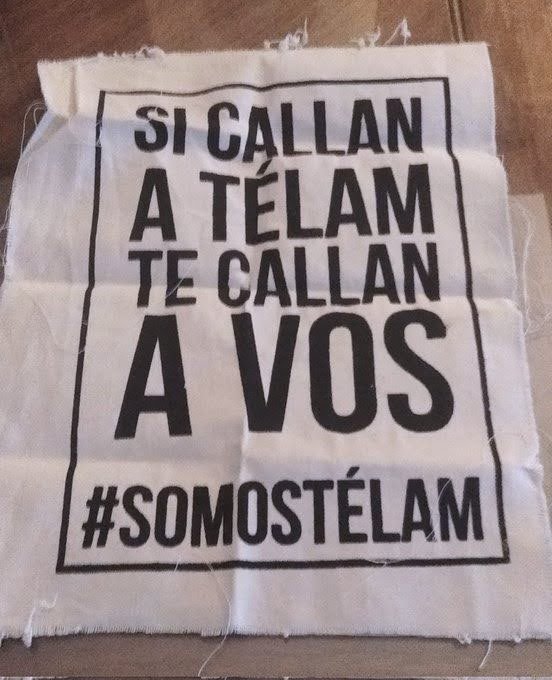 SI CALLAN
A TÉLAM
TE CALLAN
A VOS
#SOMOSTÉLAM